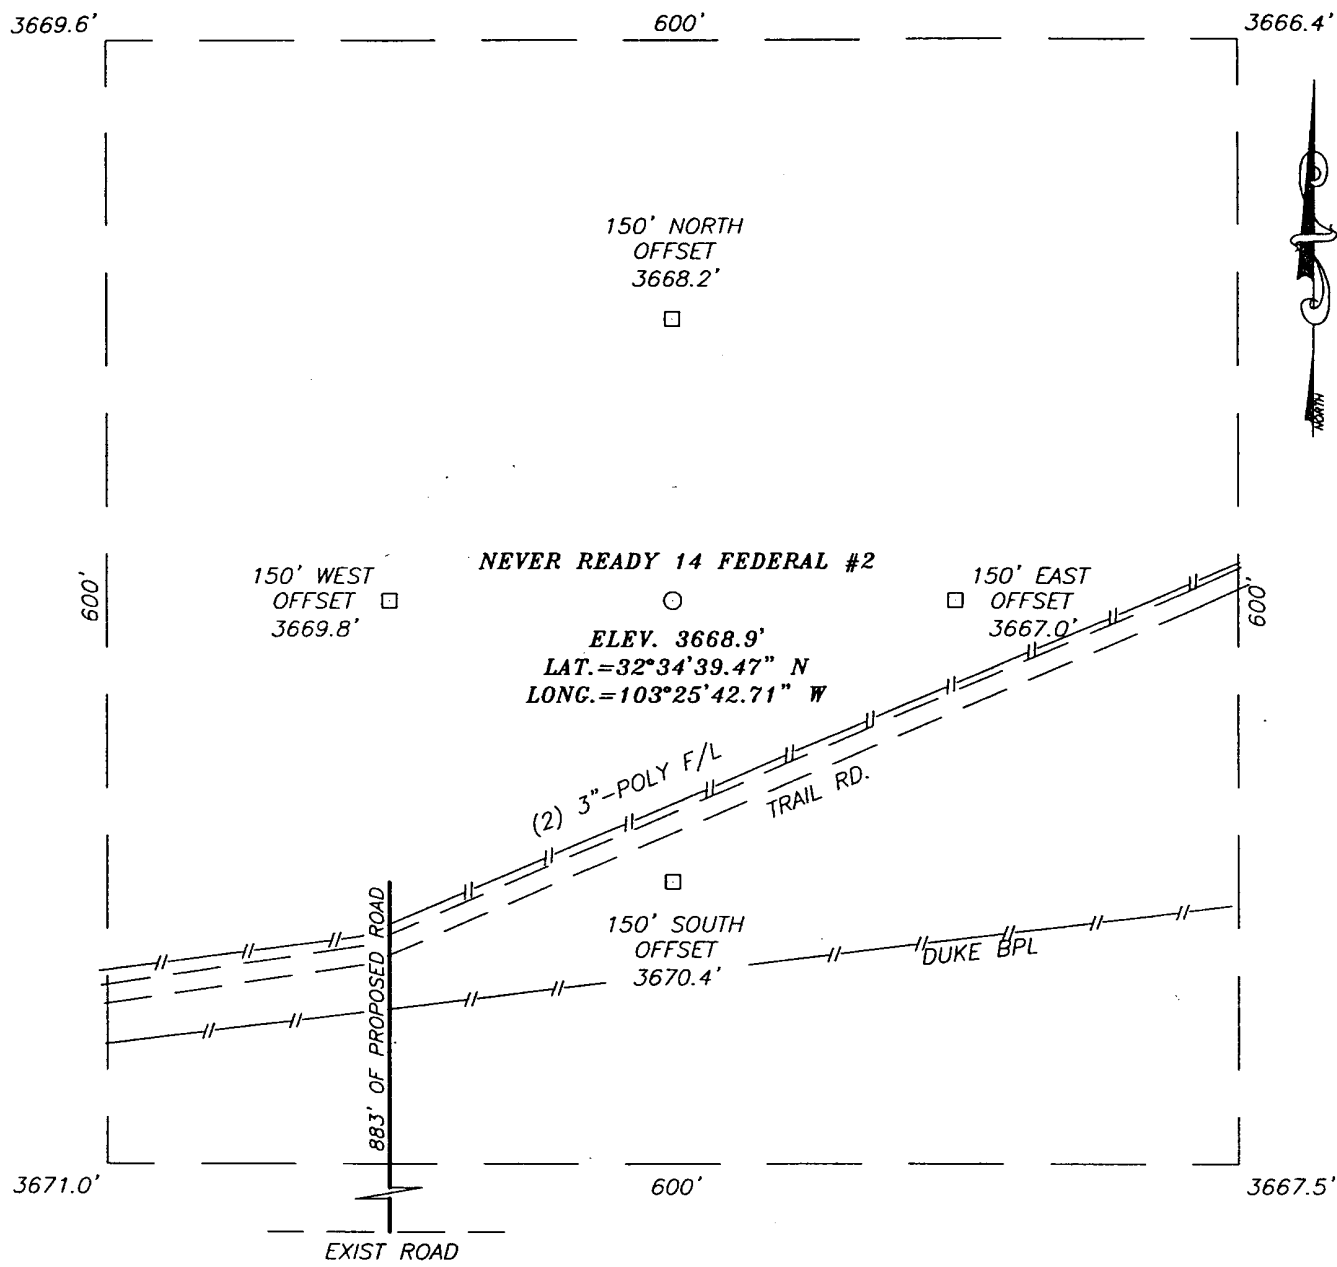 3669.6'
600'
3666.4'
NORTH
150' NORTH
OFFSET
3668.2'
NEVER READY 14 FEDERAL #2
150' WEST
OFFSET
3669.8'
150' EAST
OFFSET
3667.0'
600'
600'
ELEV. 3668.9'
LAT.=32°34'39.47" N
LONG.=103°25'42.71" W
(2) 3"-POLY F/L
TRAIL RD.
883' OF PROPOSED ROAD
150' SOUTH
OFFSET
3670.4'
DUKE BPL
3671.0'
600'
3667.5'
EXIST ROAD